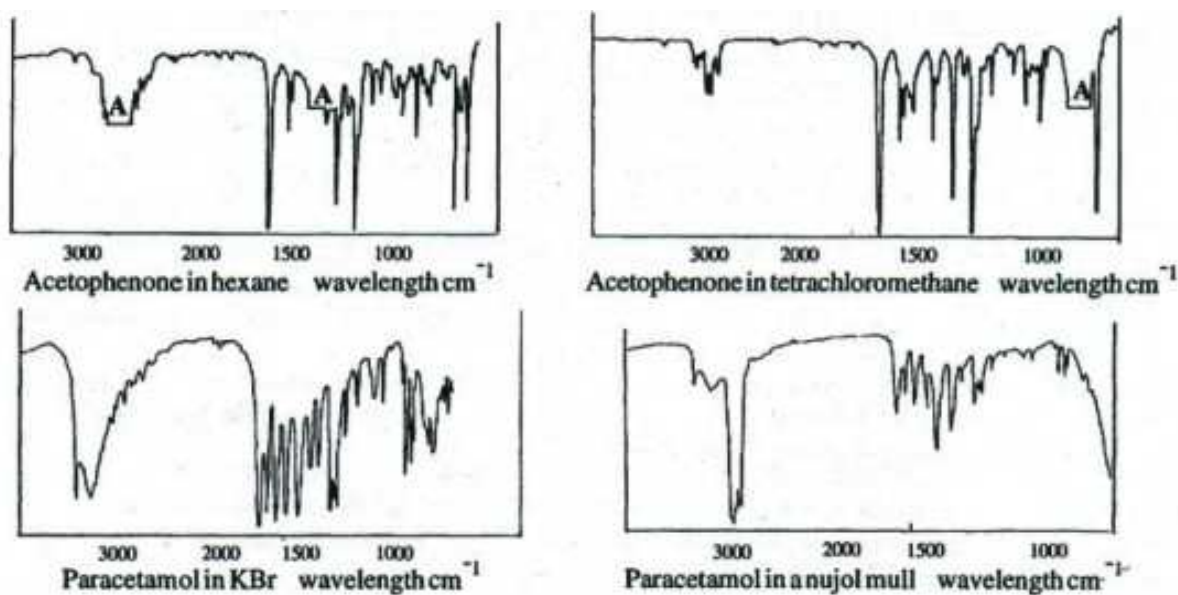 A
A
A
3000 2000 1500 1000
Acetophenone in hexane wavelength cm⁻¹
3000 2000 1500 1000
Acetophenone in tetrachloromethane wavelength cm⁻¹
3000 2000 1500 1000
Paracetamol in KBr wavelength cm⁻¹
3000 2000 1500 1000
Paracetamol in a nujol mull wavelength cm⁻¹